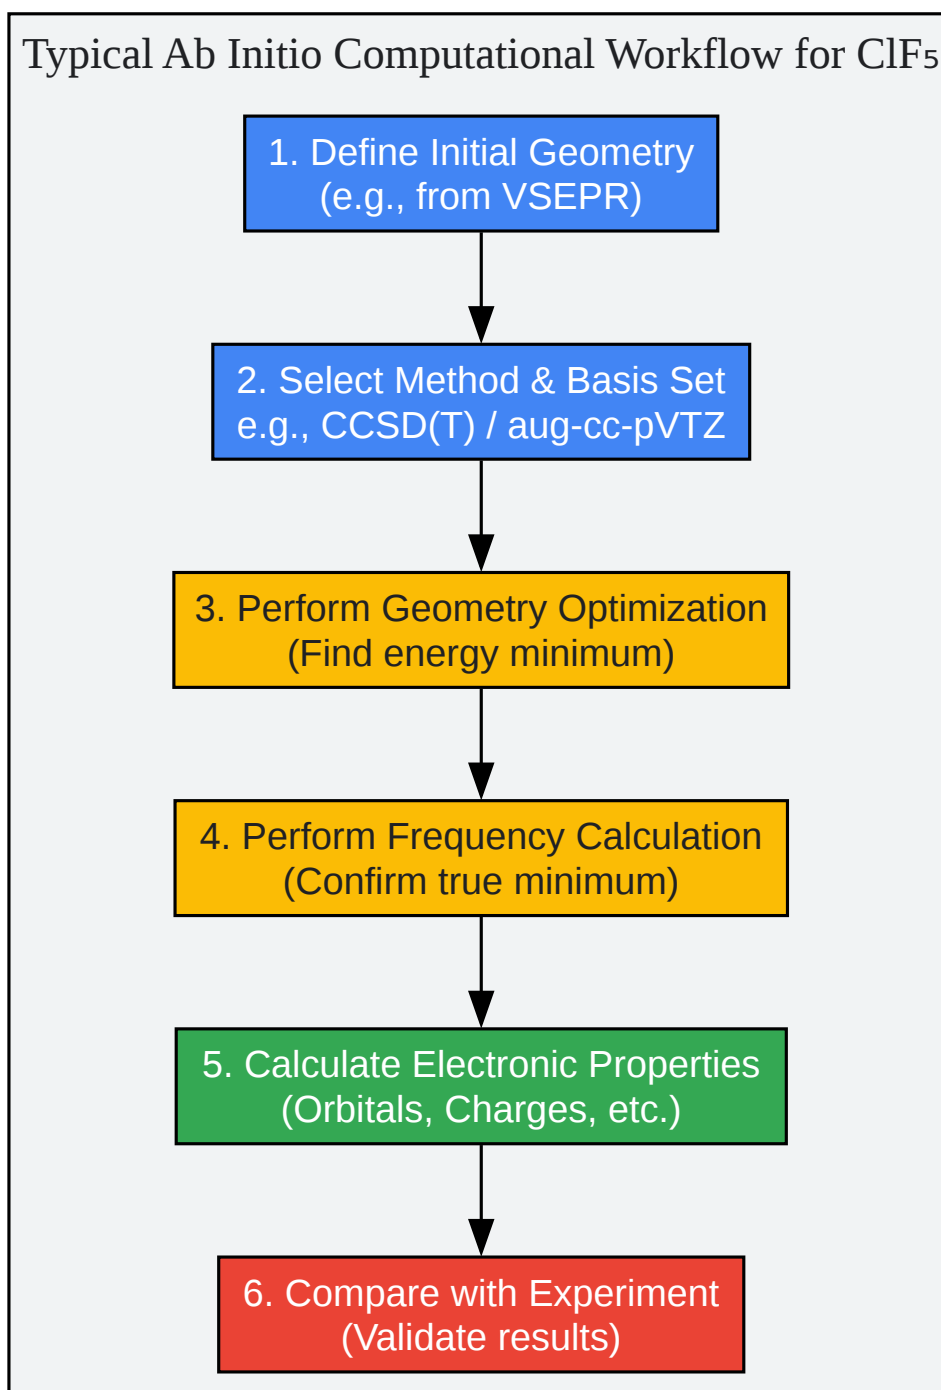 Typical Ab Initio Computational Workflow for ClF₅
1. Define Initial Geometry
(e.g., from VSEPR)
2. Select Method & Basis Set
e.g., CCSD(T) / aug-cc-pVTZ
3. Perform Geometry Optimization
(Find energy minimum)
4. Perform Frequency Calculation
(Confirm true minimum)
5. Calculate Electronic Properties
(Orbitals, Charges, etc.)
6. Compare with Experiment
(Validate results)